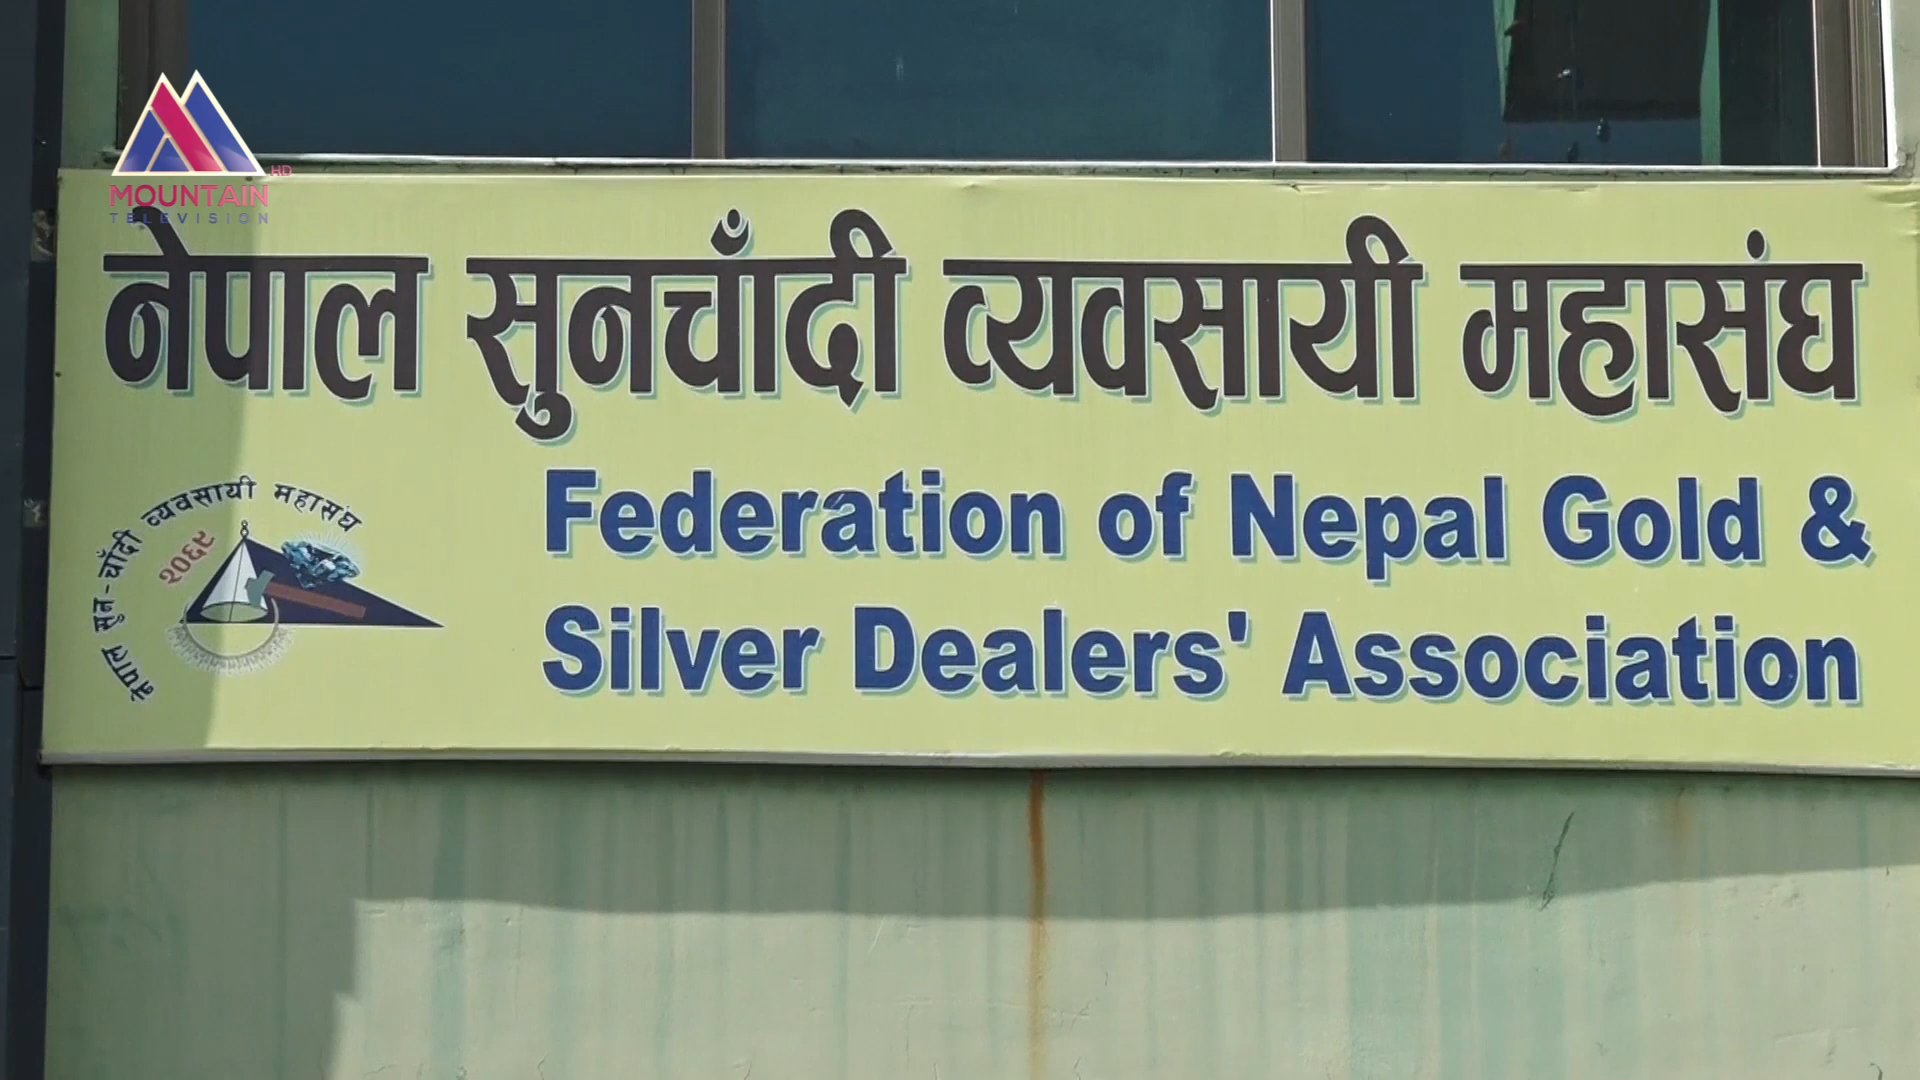 MOUNTAIN HD
TELEVISION
नेपाल सुनचाँदी व्यवसायी महासंघ
Federation of Nepal Gold &
Silver Dealers' Association
नेपाल सुन-चाँदी व्यवसायी महासंघ
२०६९